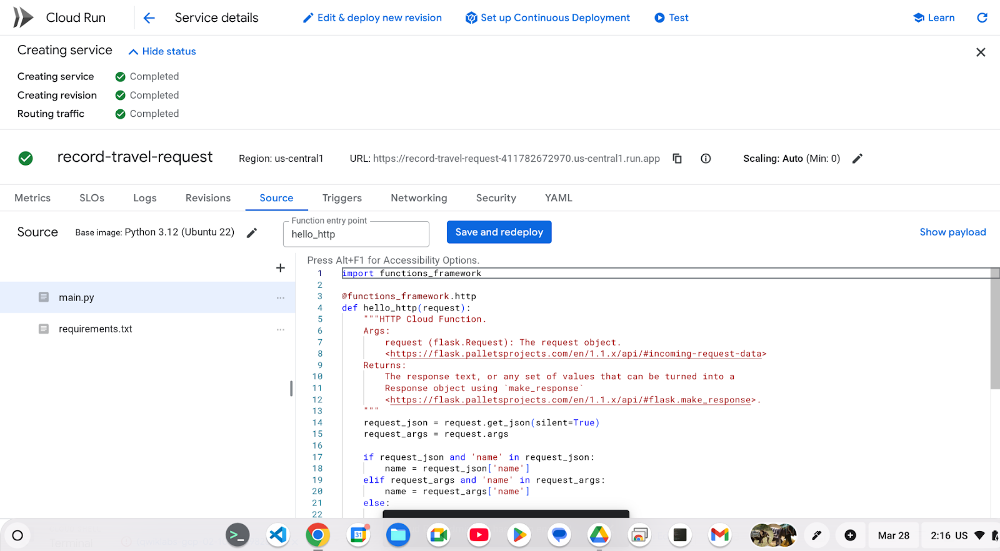 Cloud Run
Service details
Edit & deploy new revision
Set up Continuous Deployment
Test
Learn
Creating service
Hide status
Creating service Completed
Creating revision Completed
Routing traffic Completed
record-travel-request
Region: us-central1
URL: https://record-travel-request-411782672970.us-central1.run.app
Scaling: Auto (Min: 0)
Metrics
SLOs
Logs
Revisions
Source
Triggers
Networking
Security
YAML
Source
Base image: Python 3.12 (Ubuntu 22)
Function entry point
hello_http
Save and redeploy
Show payload
main.py
requirements.txt
Press Alt+F1 for Accessibility Options.
1 import functions_framework
2
3 @functions_framework.http
4 def hello_http(request):
5 """HTTP Cloud Function.
6 Args:
7 request (flask.Request): The request object.
8 <https://flask.palletsprojects.com/en/1.1.x/api/#incoming-request-data>
9 Returns:
10 The response text, or any set of values that can be turned into a
11 Response object using `make_response`
12 <https://flask.palletsprojects.com/en/1.1.x/api/#flask.make_response>.
13 """
14 request_json = request.get_json(silent=True)
15 request_args = request.args
16
17 if request_json and 'name' in request_json:
18 name = request_json['name']
19 elif request_args and 'name' in request_args:
20 name = request_args['name']
21 else:
22
31
Mar 28
2:16 US
Terminal